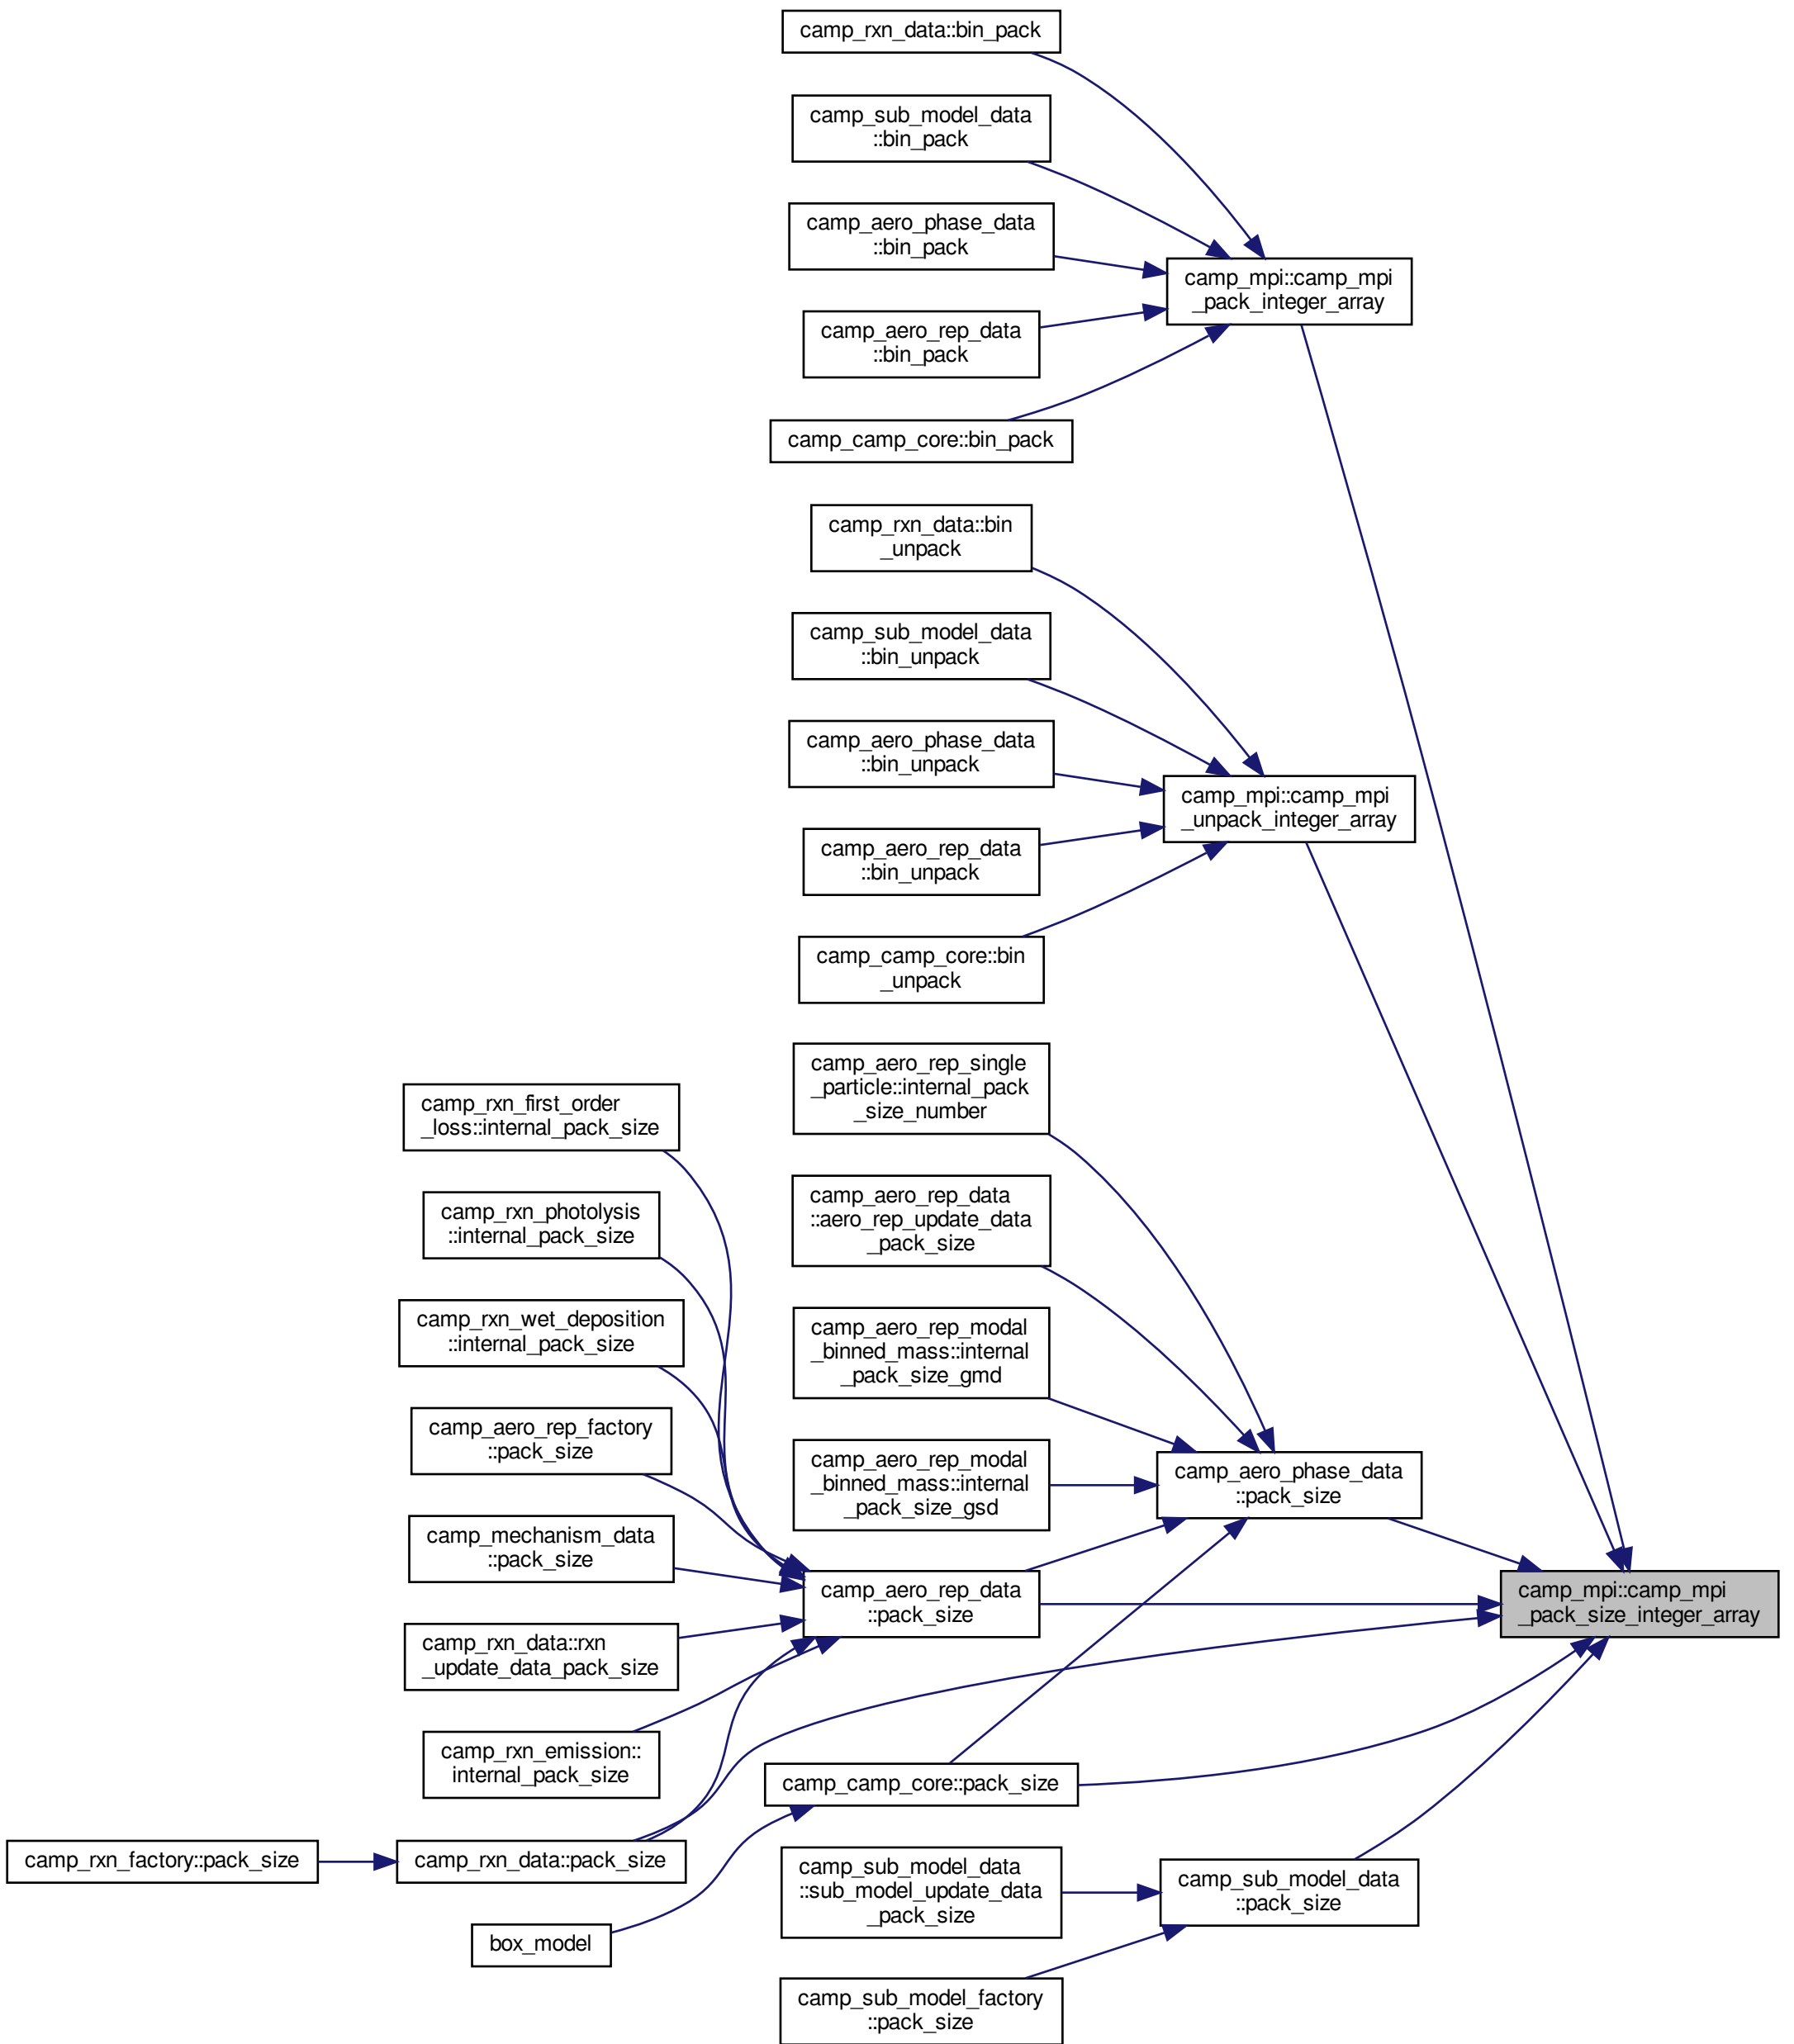 camp_rxn_data::bin_pack
camp_sub_model_data
::bin_pack
camp_aero_phase_data
::bin_pack
camp_aero_rep_data
::bin_pack
camp_camp_core::bin_pack
camp_mpi::camp_mpi
_pack_integer_array
camp_rxn_data::bin
_unpack
camp_sub_model_data
::bin_unpack
camp_aero_phase_data
::bin_unpack
camp_aero_rep_data
::bin_unpack
camp_camp_core::bin
_unpack
camp_mpi::camp_mpi
_unpack_integer_array
camp_aero_rep_single
_particle::internal_pack
_size_number
camp_aero_rep_data
::aero_rep_update_data
_pack_size
camp_aero_rep_modal
_binned_mass::internal
_pack_size_gmd
camp_aero_rep_modal
_binned_mass::internal
_pack_size_gsd
camp_aero_phase_data
::pack_size
camp_rxn_first_order
_loss::internal_pack_size
camp_rxn_photolysis
::internal_pack_size
camp_rxn_wet_deposition
::internal_pack_size
camp_aero_rep_factory
::pack_size
camp_mechanism_data
::pack_size
camp_rxn_data::rxn
_update_data_pack_size
camp_rxn_emission::
internal_pack_size
camp_aero_rep_data
::pack_size
camp_mpi::camp_mpi
_pack_size_integer_array
camp_rxn_factory::pack_size
camp_rxn_data::pack_size
camp_camp_core::pack_size
box_model
camp_sub_model_data
::sub_model_update_data
_pack_size
camp_sub_model_data
::pack_size
camp_sub_model_factory
::pack_size